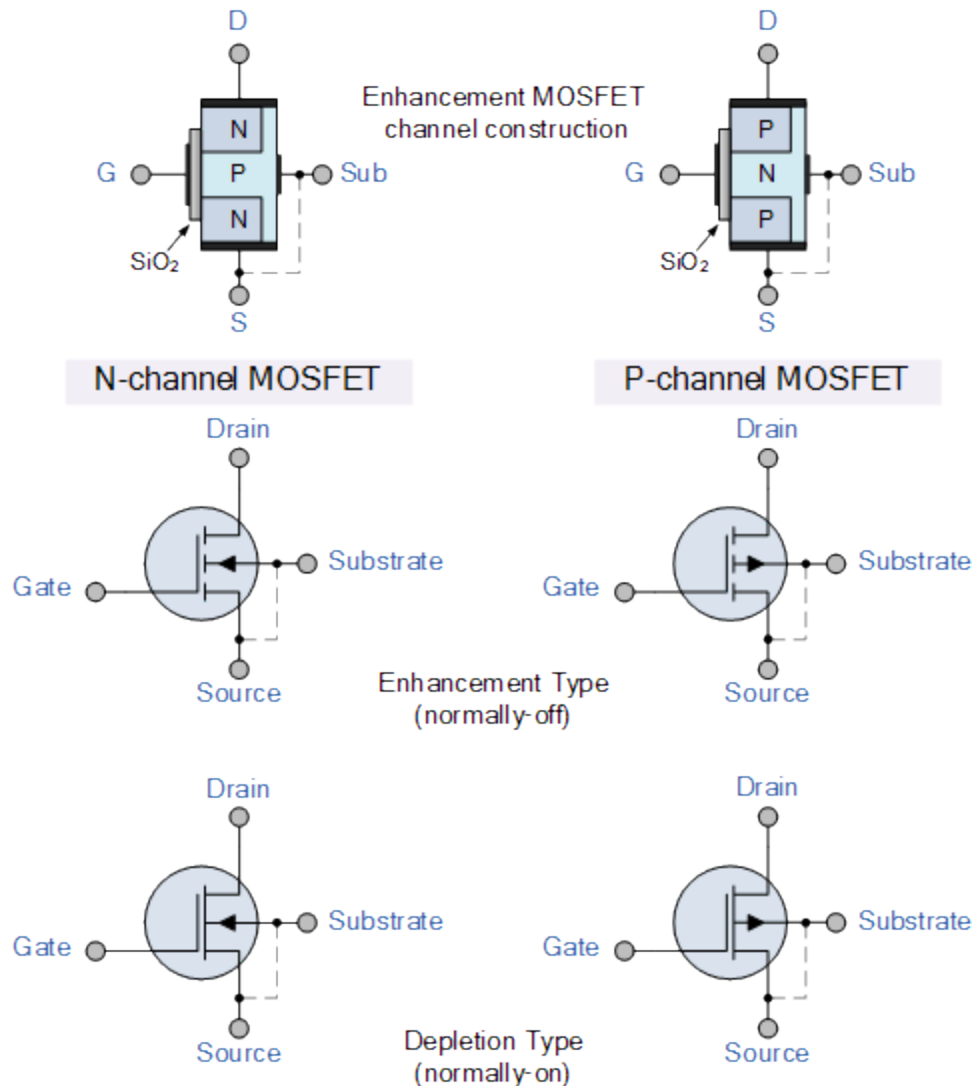 D
D
Enhancement MOSFET
channel construction
N
P
G
P
Sub
G
N
Sub
N
P
SiO₂
SiO₂
S
S
N-channel MOSFET
P-channel MOSFET
Drain
Drain
Substrate
Substrate
Gate
Gate
Source
Source
Enhancement Type
(normally-off)
Drain
Drain
Substrate
Substrate
Gate
Gate
Source
Source
Depletion Type
(normally-on)